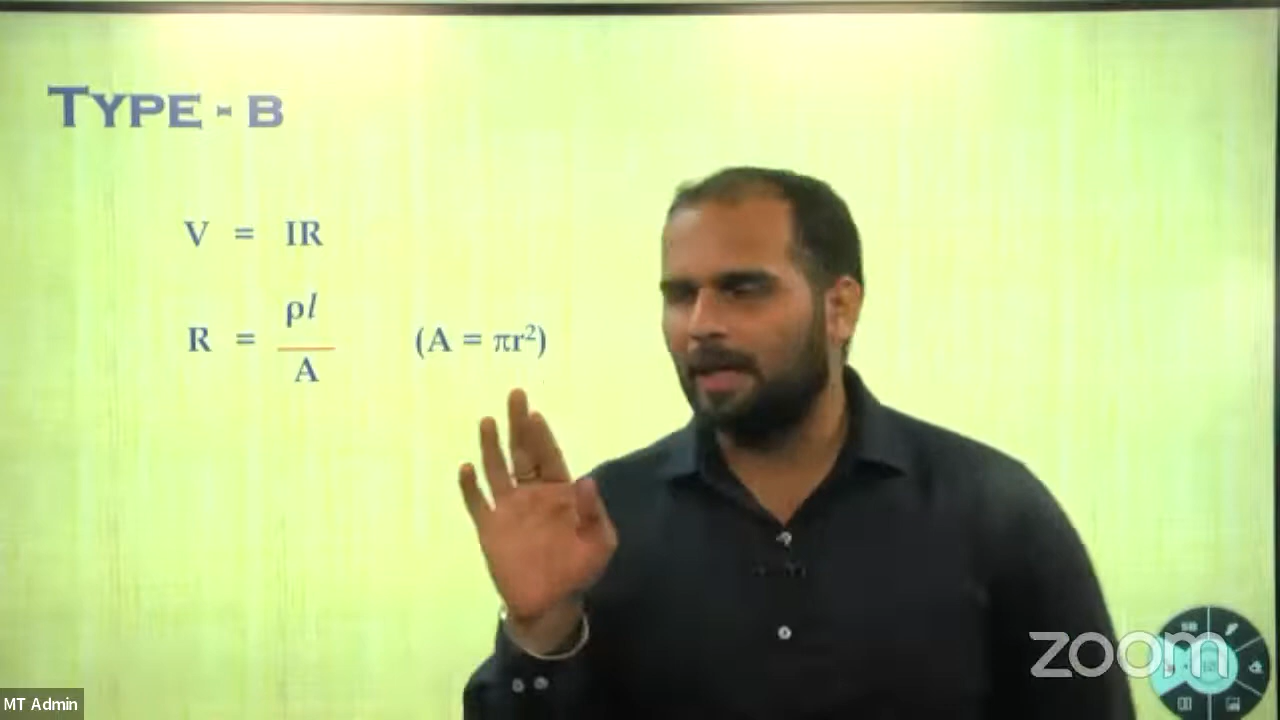 TYPE - B
V = IR
R = ρl / A (A = πr²)
zoom
MT Admin